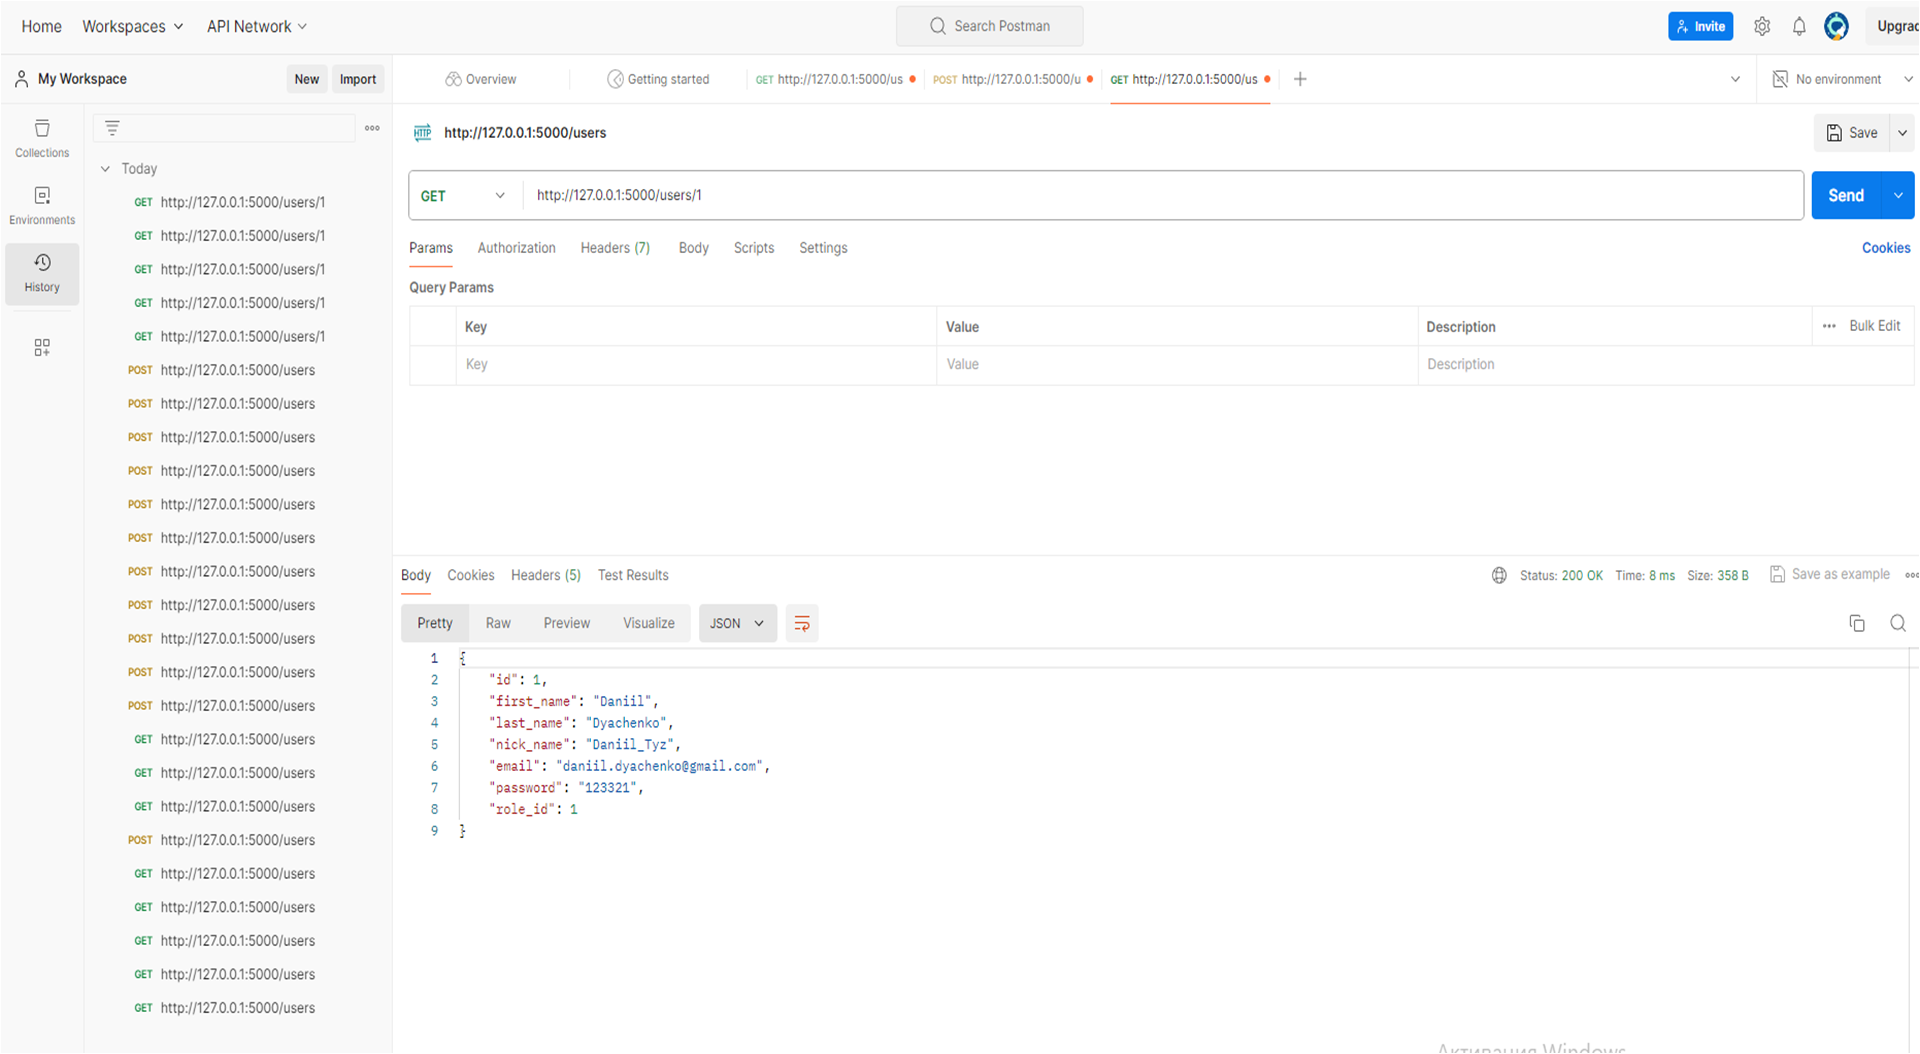 Home Workspaces API Network Search Postman Invite Upgrad
My Workspace New Import Overview Getting started GET http://127.0.0.1:5000/us POST http://127.0.0.1:5000/u GET http://127.0.0.1:5000/us No environment
Collections
Environments
History
Today
GET http://127.0.0.1:5000/users/1
GET http://127.0.0.1:5000/users/1
GET http://127.0.0.1:5000/users/1
GET http://127.0.0.1:5000/users/1
GET http://127.0.0.1:5000/users/1
POST http://127.0.0.1:5000/users
POST http://127.0.0.1:5000/users
POST http://127.0.0.1:5000/users
POST http://127.0.0.1:5000/users
POST http://127.0.0.1:5000/users
POST http://127.0.0.1:5000/users
POST http://127.0.0.1:5000/users
POST http://127.0.0.1:5000/users
POST http://127.0.0.1:5000/users
POST http://127.0.0.1:5000/users
POST http://127.0.0.1:5000/users
GET http://127.0.0.1:5000/users
GET http://127.0.0.1:5000/users
GET http://127.0.0.1:5000/users
POST http://127.0.0.1:5000/users
GET http://127.0.0.1:5000/users
GET http://127.0.0.1:5000/users
GET http://127.0.0.1:5000/users
GET http://127.0.0.1:5000/users
GET http://127.0.0.1:5000/users
HTTP http://127.0.0.1:5000/users Save
GET http://127.0.0.1:5000/users/1 Send
Params Authorization Headers (7) Body Scripts Settings Cookies
Query Params
Key Value Description Bulk Edit
Key Value Description
Body Cookies Headers (5) Test Results Status: 200 OK Time: 8 ms Size: 358 B Save as example
Pretty Raw Preview Visualize JSON
1 {
2 "id": 1,
3 "first_name": "Daniil",
4 "last_name": "Dyachenko",
5 "nick_name": "Daniil_Tyz",
6 "email": "daniil.dyachenko@gmail.com",
7 "password": "123321",
8 "role_id": 1
9 }
Активация Windows